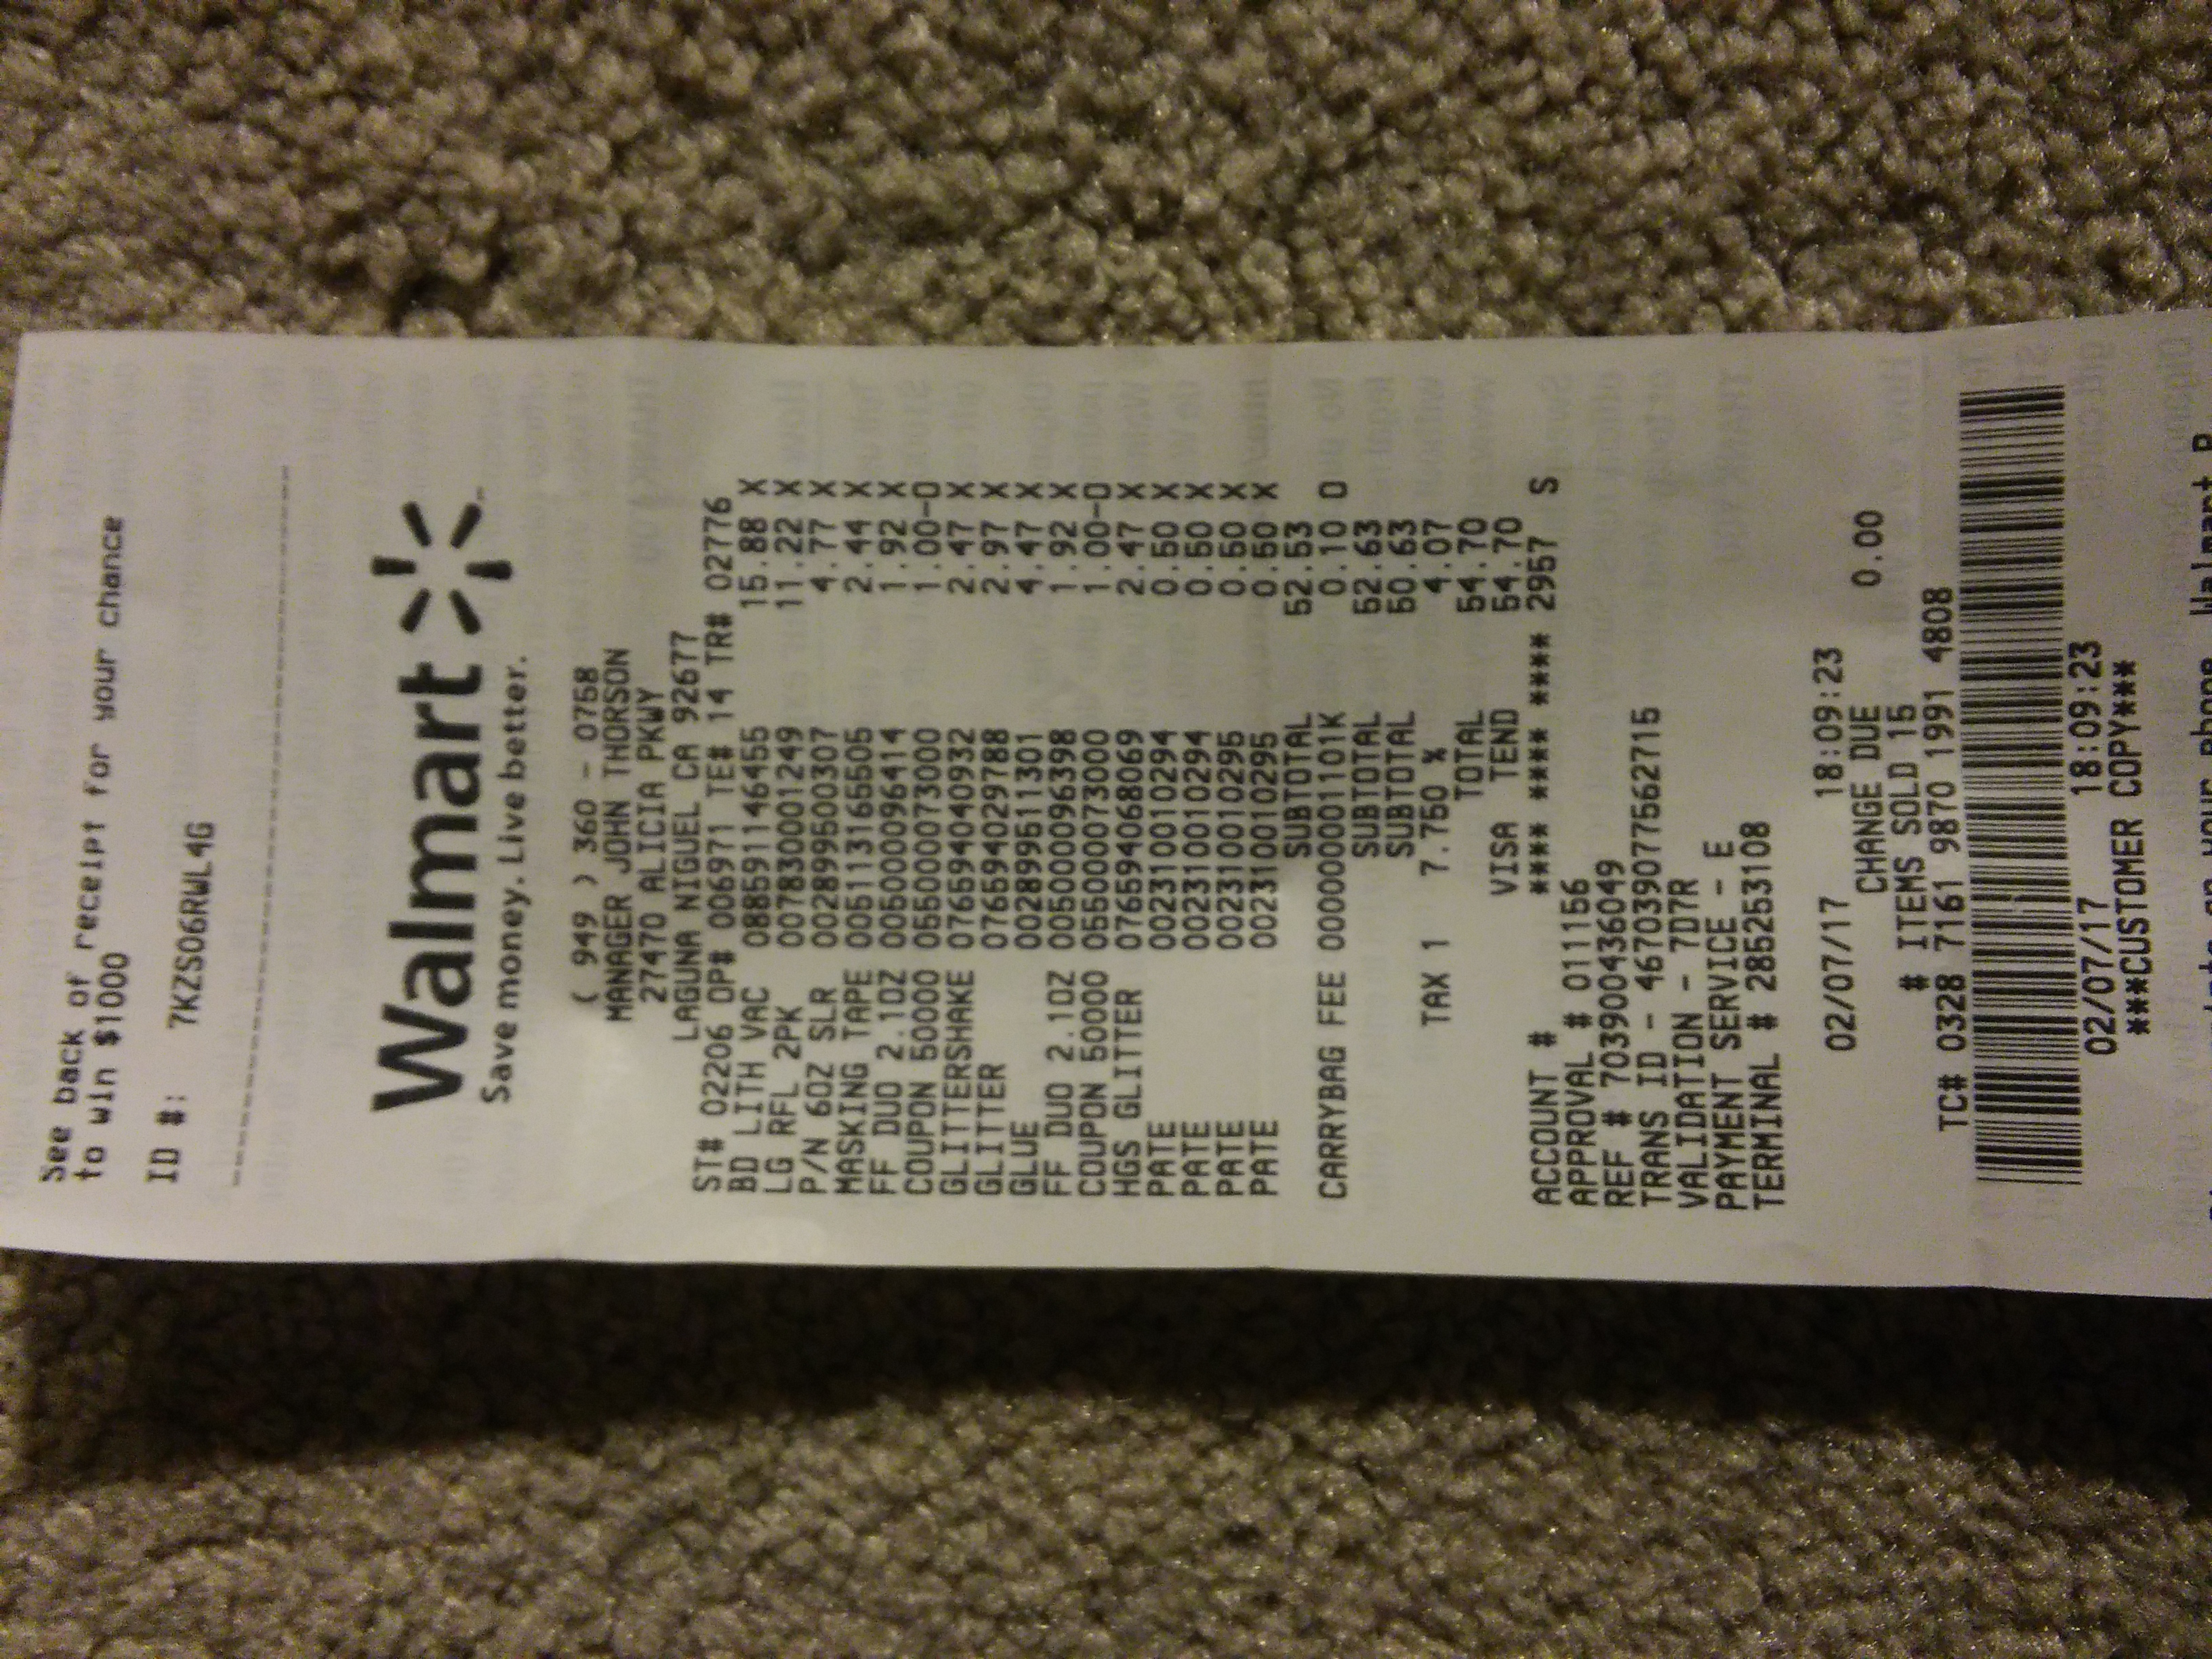 See back of receipt for your chance
to win $1000
ID #: 7KZS06RWL4G
Walmart
Save money. Live better.
( 949 ) 360 - 0758
MANAGER JOHN THORSON
27470 ALICIA PKWY
LAGUNA NIGUEL CA 92677
ST# 02206 OP# 006971 TE# 14 TR# 02776
BD LITH VAC 088591146455 15.88 X
LG RFL 2PK 007830001249 11.22 X
P/N 6OZ SLR 002899500307 4.77 X
MASKING TAPE 005113165505 2.44 X
FF DUO 2.1OZ 005000096414 1.92 X
COUPON 50000 055000073000 1.00-O
GLITTERSHAKE 076594040932 2.47 X
GLITTER 076594029788 2.97 X
GLUE 002899511301 4.47 X
FF DUO 2.1OZ 005000096398 1.92 X
COUPON 50000 055000073000 1.00-O
HGS GLITTER 076594068069 2.47 X
PATE 002310010294 0.50 X
PATE 002310010294 0.50 X
PATE 002310010295 0.50 X
PATE 002310010295 0.50 X
SUBTOTAL 52.53
CARRYBAG FEE 000000001101K 0.10 O
SUBTOTAL 52.63
SUBTOTAL 50.63
TAX 1 7.750 % 4.07
TOTAL 54.70
VISA TEND 54.70
ACCOUNT # **** **** **** 2957 S
APPROVAL # 011156
REF # 703900436049
TRANS ID - 467039077562715
VALIDATION - 7D7R
PAYMENT SERVICE - E
TERMINAL # 285253108
02/07/17 18:09:23
CHANGE DUE 0.00
# ITEMS SOLD 15
TC# 0328 7161 9870 1991 4808
02/07/17 18:09:23
***CUSTOMER COPY***
on your phone. Walmart P